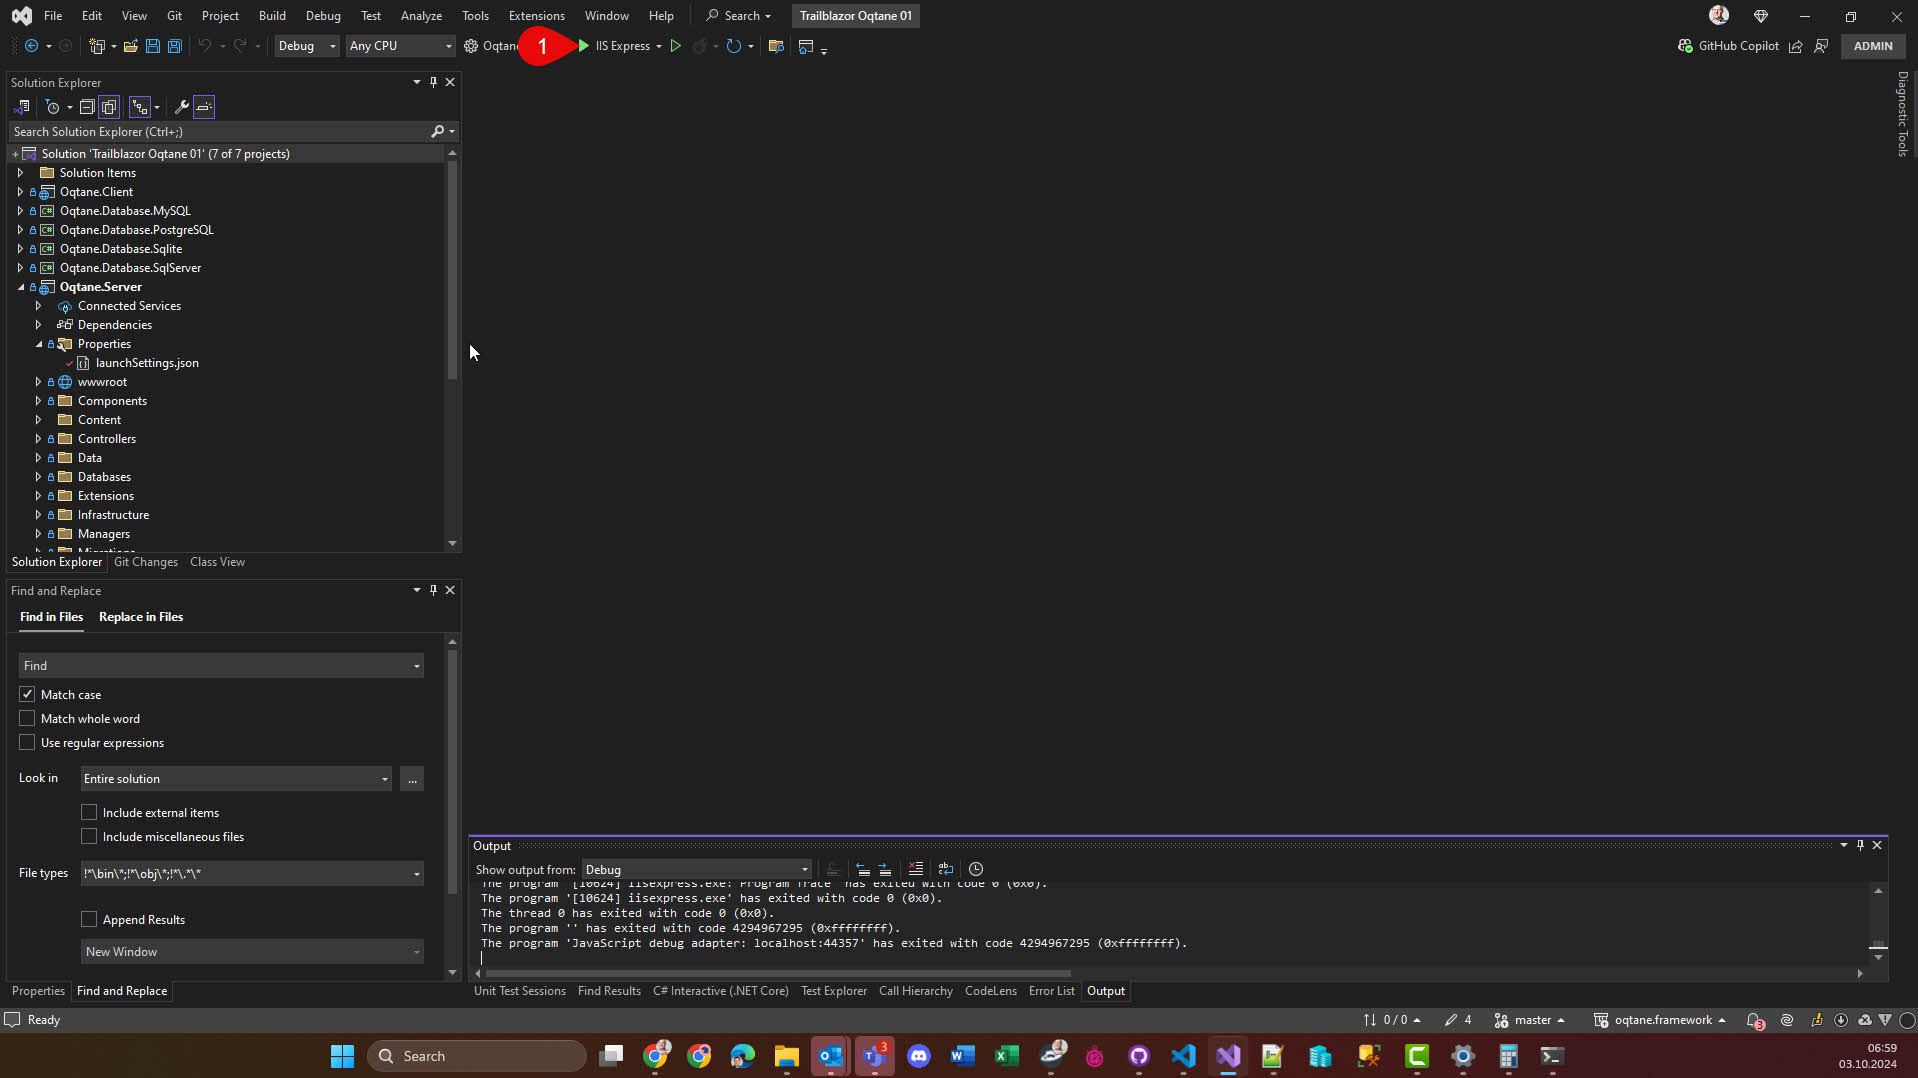 File Edit View Git Project Build Debug Test Analyze Tools Extensions Window Help Search Trailblazor Oqtane 01
Debug Any CPU Oqtane 1 IIS Express GitHub Copilot ADMIN
Solution Explorer
Search Solution Explorer (Ctrl+;)
Solution 'Trailblazor Oqtane 01' (7 of 7 projects)
Solution Items
Oqtane.Client
Oqtane.Database.MySQL
Oqtane.Database.PostgreSQL
Oqtane.Database.Sqlite
Oqtane.Database.SqlServer
Oqtane.Server
Connected Services
Dependencies
Properties
launchSettings.json
wwwroot
Components
Content
Controllers
Data
Databases
Extensions
Infrastructure
Managers
Migrations
Solution Explorer Git Changes Class View
Find and Replace
Find in Files Replace in Files
Find
Match case
Match whole word
Use regular expressions
Look in Entire solution ...
Include external items
Include miscellaneous files
File types !*\bin\*;!*\obj\*;!*\.*\*
Append Results
New Window
Properties Find and Replace
Diagnostic Tools
Output
Show output from: Debug
The program '[10624] iisexpress.exe: Program Trace' has exited with code 0 (0x0).
The program '[10624] iisexpress.exe' has exited with code 0 (0x0).
The thread 0 has exited with code 0 (0x0).
The program '' has exited with code 4294967295 (0xffffffff).
The program 'JavaScript debug adapter: localhost:44357' has exited with code 4294967295 (0xffffffff).
Unit Test Sessions Find Results C# Interactive (.NET Core) Test Explorer Call Hierarchy CodeLens Error List Output
Ready 0 / 0 4 master oqtane.framework 3
Search 3 06:59
03.10.2024